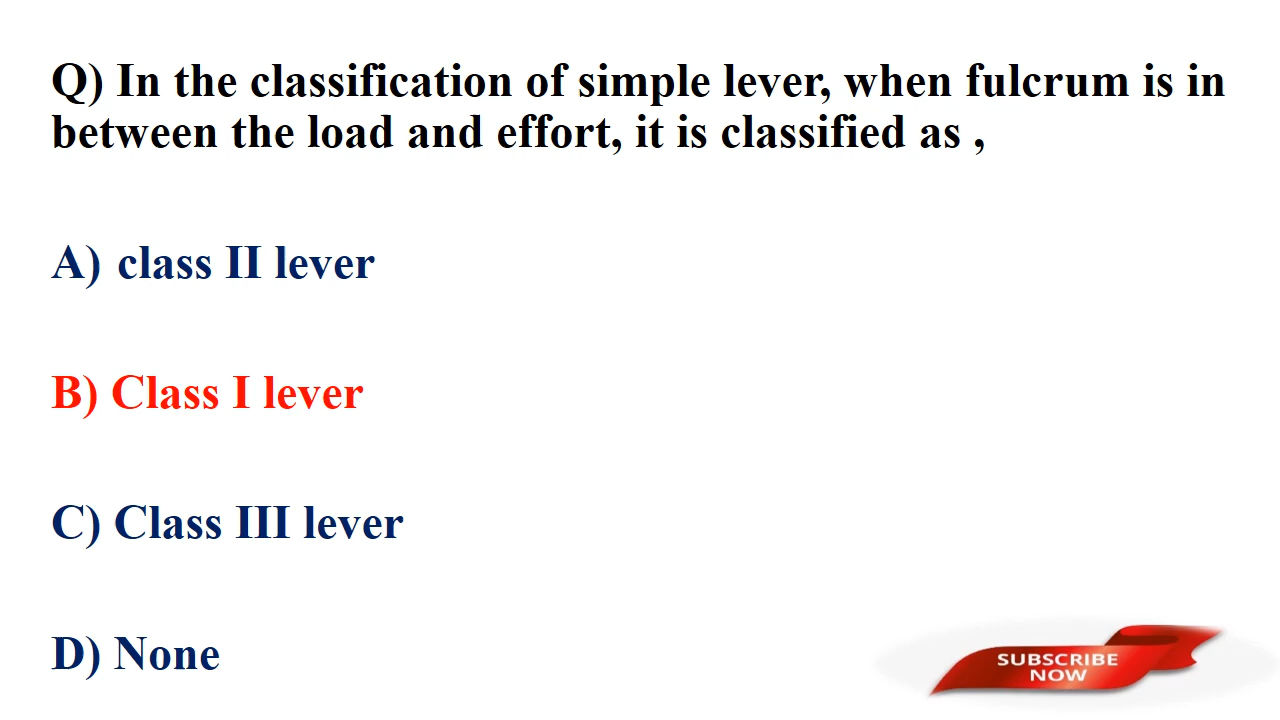 Q) In the classification of simple lever, when fulcrum is in
between the load and effort, it is classified as ,
A) class II lever
B) Class I lever
C) Class III lever
D) None
SUBSCRIBE
NOW